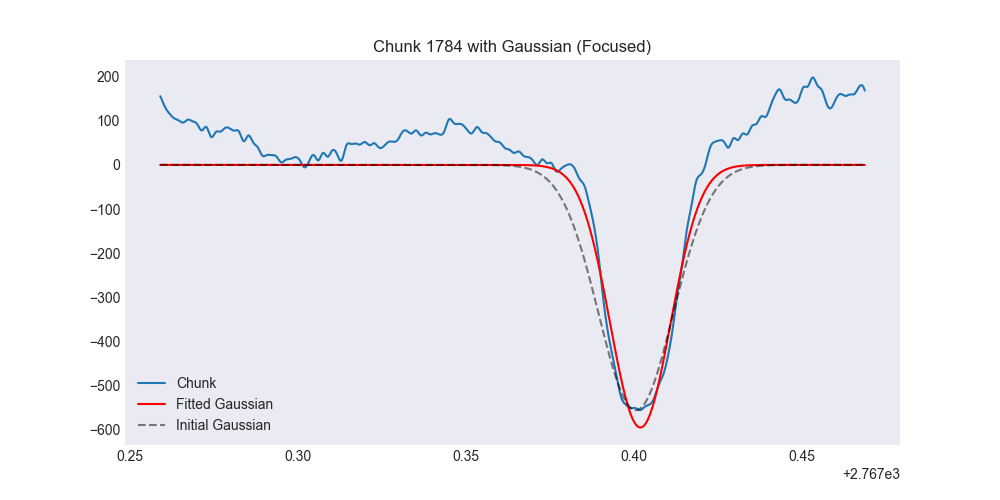 Chunk 1784 with Gaussian (Focused)
200
100
0
−100
−200
−300
−400
−500
−600
Chunk
Fitted Gaussian
Initial Gaussian
0.25 0.30 0.35 0.40 0.45
+2.767e3